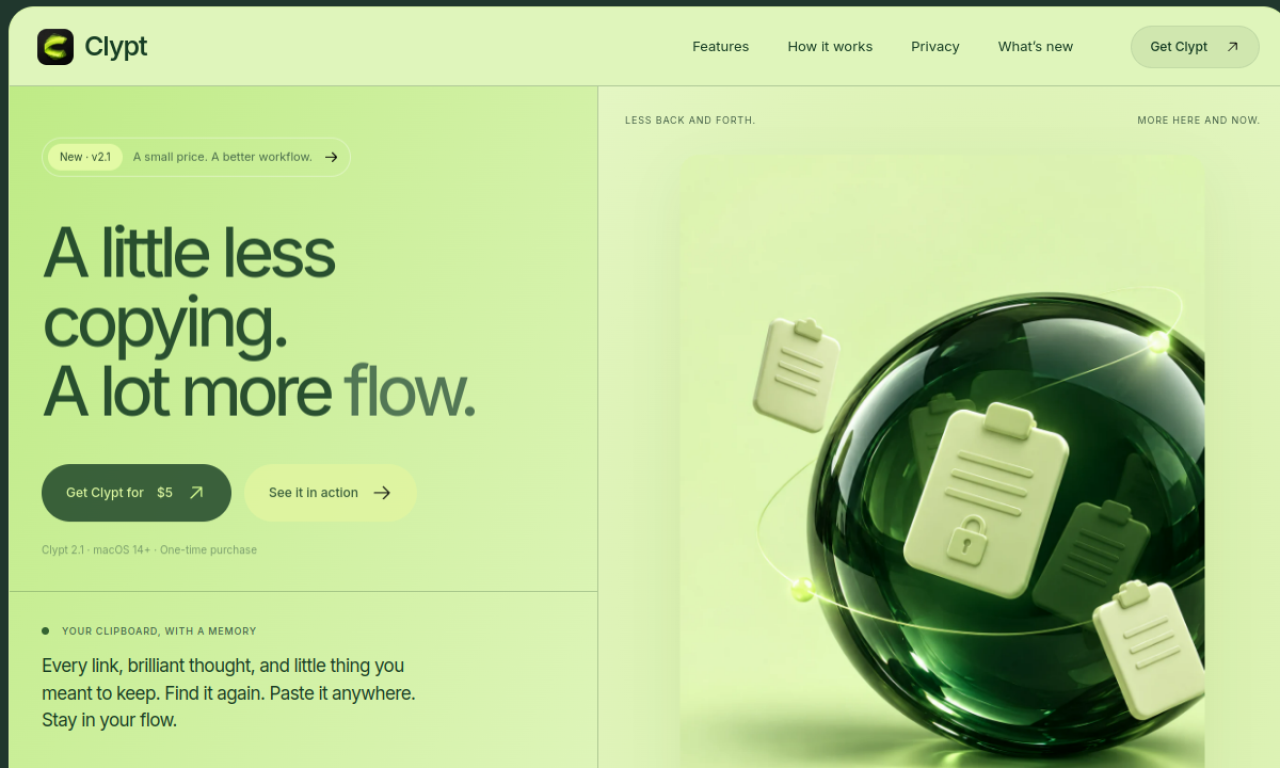 Clypt
Features
How it works
Privacy
What's new
Get Clypt
New · v2.1
A small price. A better workflow.
A little less
copying.
A lot more flow.
Get Clypt for $5
See it in action
Clypt 2.1 · macOS 14+ · One-time purchase
YOUR CLIPBOARD, WITH A MEMORY
Every link, brilliant thought, and little thing you
meant to keep. Find it again. Paste it anywhere.
Stay in your flow.
LESS BACK AND FORTH.
MORE HERE AND NOW.